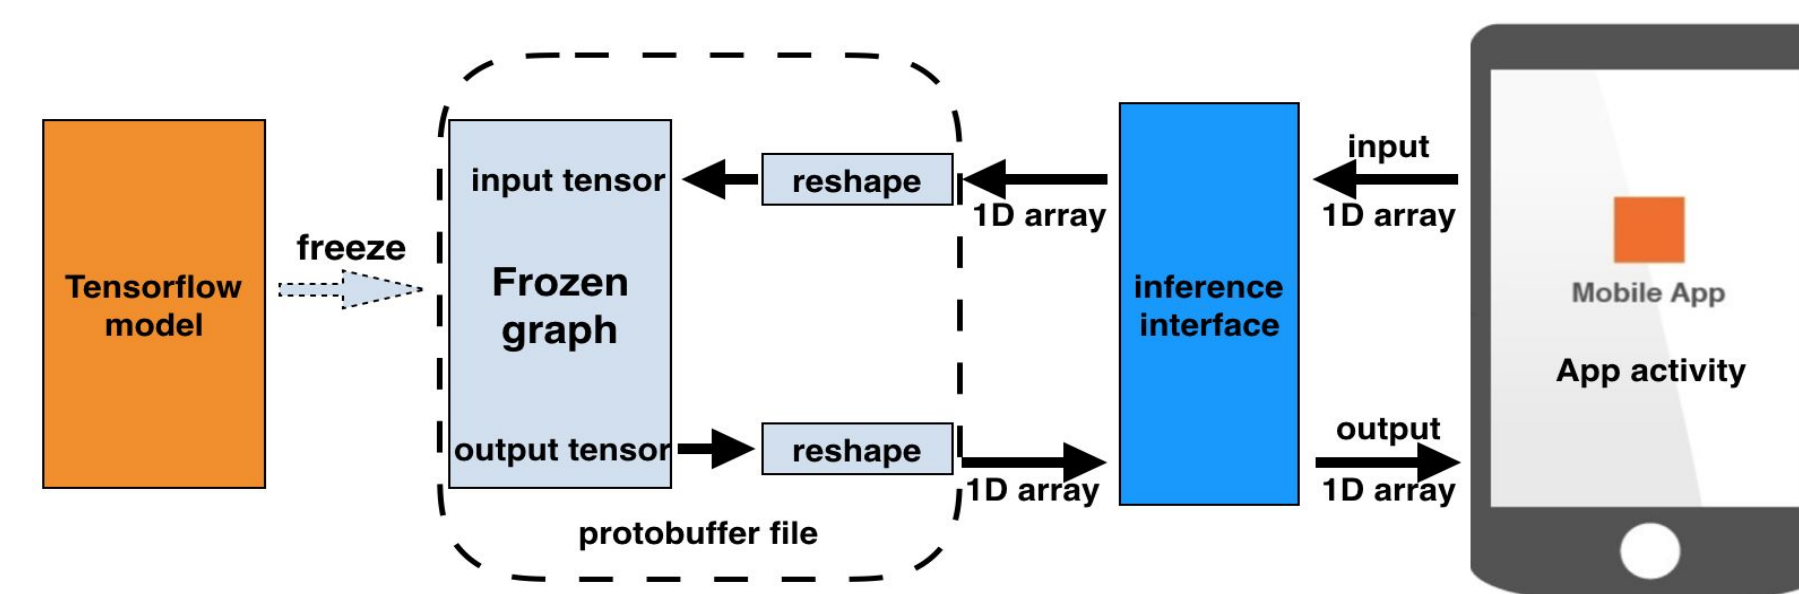 Tensorflow
model
freeze
input tensor
Frozen
graph
output tensor
reshape
reshape
protobuffer file
1D array
1D array
inference
interface
input
1D array
output
1D array
Mobile App
App activity